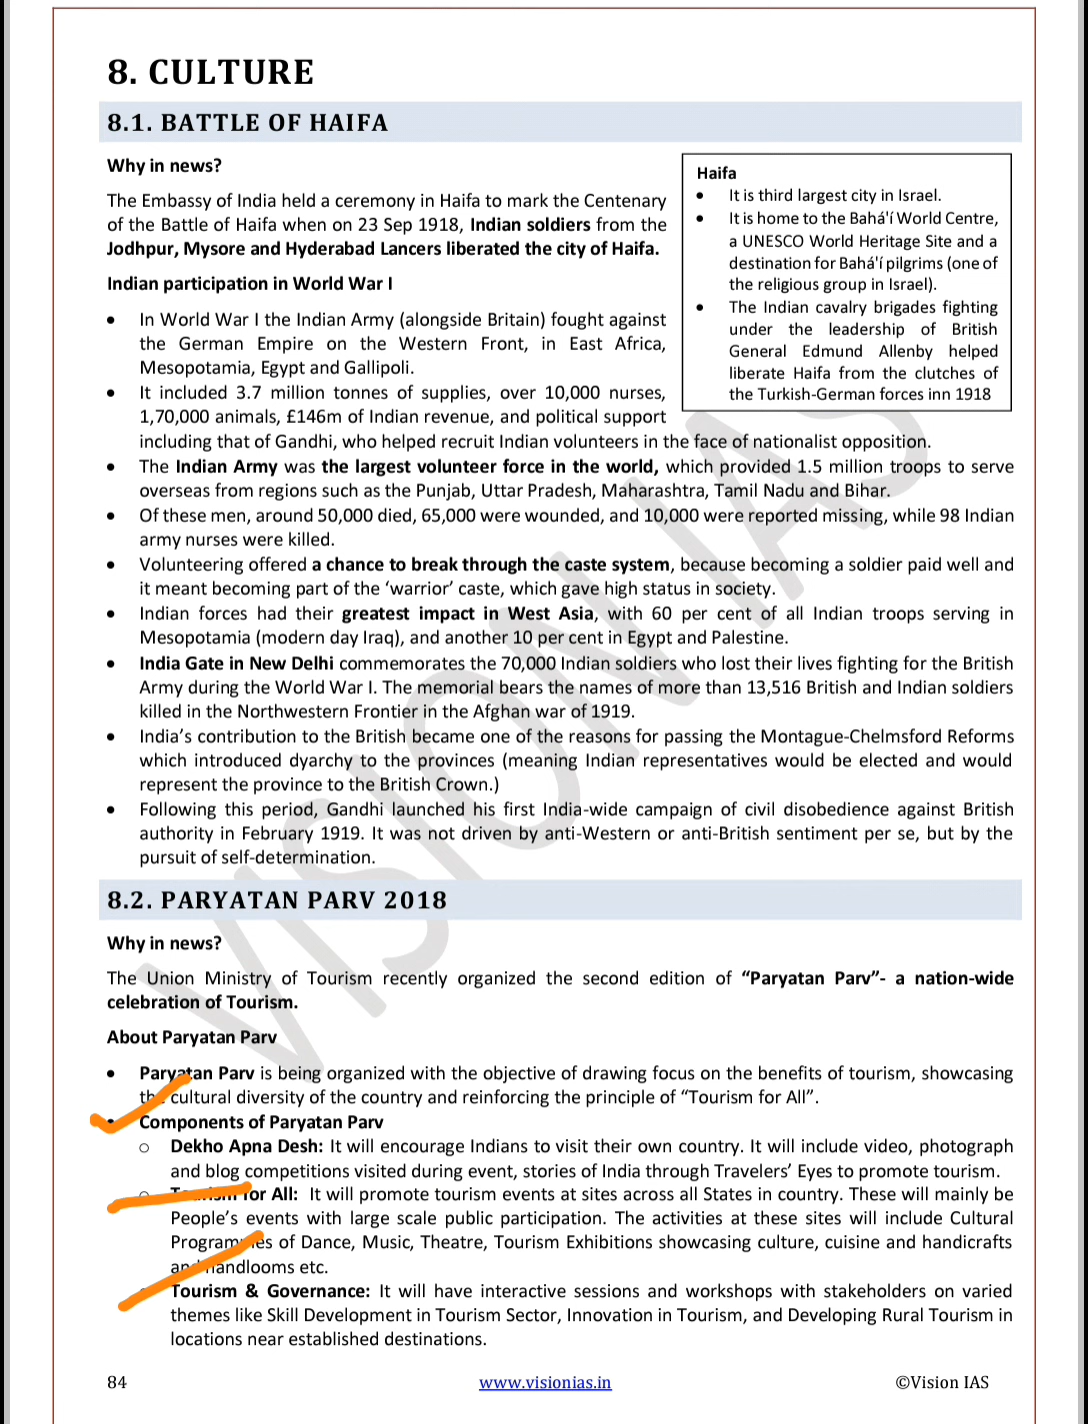 8. CULTURE
8.1. BATTLE OF HAIFA
Why in news?
The Embassy of India held a ceremony in Haifa to mark the Centenary
of the Battle of Haifa when on 23 Sep 1918, Indian soldiers from the
Jodhpur, Mysore and Hyderabad Lancers liberated the city of Haifa.
Indian participation in World War I
• In World War I the Indian Army (alongside Britain) fought against
the German Empire on the Western Front, in East Africa,
Mesopotamia, Egypt and Gallipoli.
• It included 3.7 million tonnes of supplies, over 10,000 nurses,
1,70,000 animals, £146m of Indian revenue, and political support
including that of Gandhi, who helped recruit Indian volunteers in the face of nationalist opposition.
Haifa
• It is third largest city in Israel.
• It is home to the Bahá'í World Centre,
a UNESCO World Heritage Site and a
destination for Bahá'í pilgrims (one of
the religious group in Israel).
• The Indian cavalry brigades fighting
under the leadership of British
General Edmund Allenby helped
liberate Haifa from the clutches of
the Turkish-German forces inn 1918
• The Indian Army was the largest volunteer force in the world, which provided 1.5 million troops to serve
overseas from regions such as the Punjab, Uttar Pradesh, Maharashtra, Tamil Nadu and Bihar.
• Of these men, around 50,000 died, 65,000 were wounded, and 10,000 were reported missing, while 98 Indian
army nurses were killed.
• Volunteering offered a chance to break through the caste system, because becoming a soldier paid well and
it meant becoming part of the ‘warrior’ caste, which gave high status in society.
• Indian forces had their greatest impact in West Asia, with 60 per cent of all Indian troops serving in
Mesopotamia (modern day Iraq), and another 10 per cent in Egypt and Palestine.
• India Gate in New Delhi commemorates the 70,000 Indian soldiers who lost their lives fighting for the British
Army during the World War I. The memorial bears the names of more than 13,516 British and Indian soldiers
killed in the Northwestern Frontier in the Afghan war of 1919.
• India’s contribution to the British became one of the reasons for passing the Montague-Chelmsford Reforms
which introduced dyarchy to the provinces (meaning Indian representatives would be elected and would
represent the province to the British Crown.)
• Following this period, Gandhi launched his first India-wide campaign of civil disobedience against British
authority in February 1919. It was not driven by anti-Western or anti-British sentiment per se, but by the
pursuit of self-determination.
8.2. PARYATAN PARV 2018
Why in news?
The Union Ministry of Tourism recently organized the second edition of “Paryatan Parv”- a nation-wide
celebration of Tourism.
About Paryatan Parv
• Paryatan Parv is being organized with the objective of drawing focus on the benefits of tourism, showcasing
the cultural diversity of the country and reinforcing the principle of “Tourism for All”.
• Components of Paryatan Parv
o Dekho Apna Desh: It will encourage Indians to visit their own country. It will include video, photograph
and blog competitions visited during event, stories of India through Travelers’ Eyes to promote tourism.
o Tourism for All: It will promote tourism events at sites across all States in country. These will mainly be
People’s events with large scale public participation. The activities at these sites will include Cultural
Programmes of Dance, Music, Theatre, Tourism Exhibitions showcasing culture, cuisine and handicrafts
and handlooms etc.
Tourism & Governance: It will have interactive sessions and workshops with stakeholders on varied
themes like Skill Development in Tourism Sector, Innovation in Tourism, and Developing Rural Tourism in
locations near established destinations.
84 www.visionias.in ©Vision IAS
VISION IAS